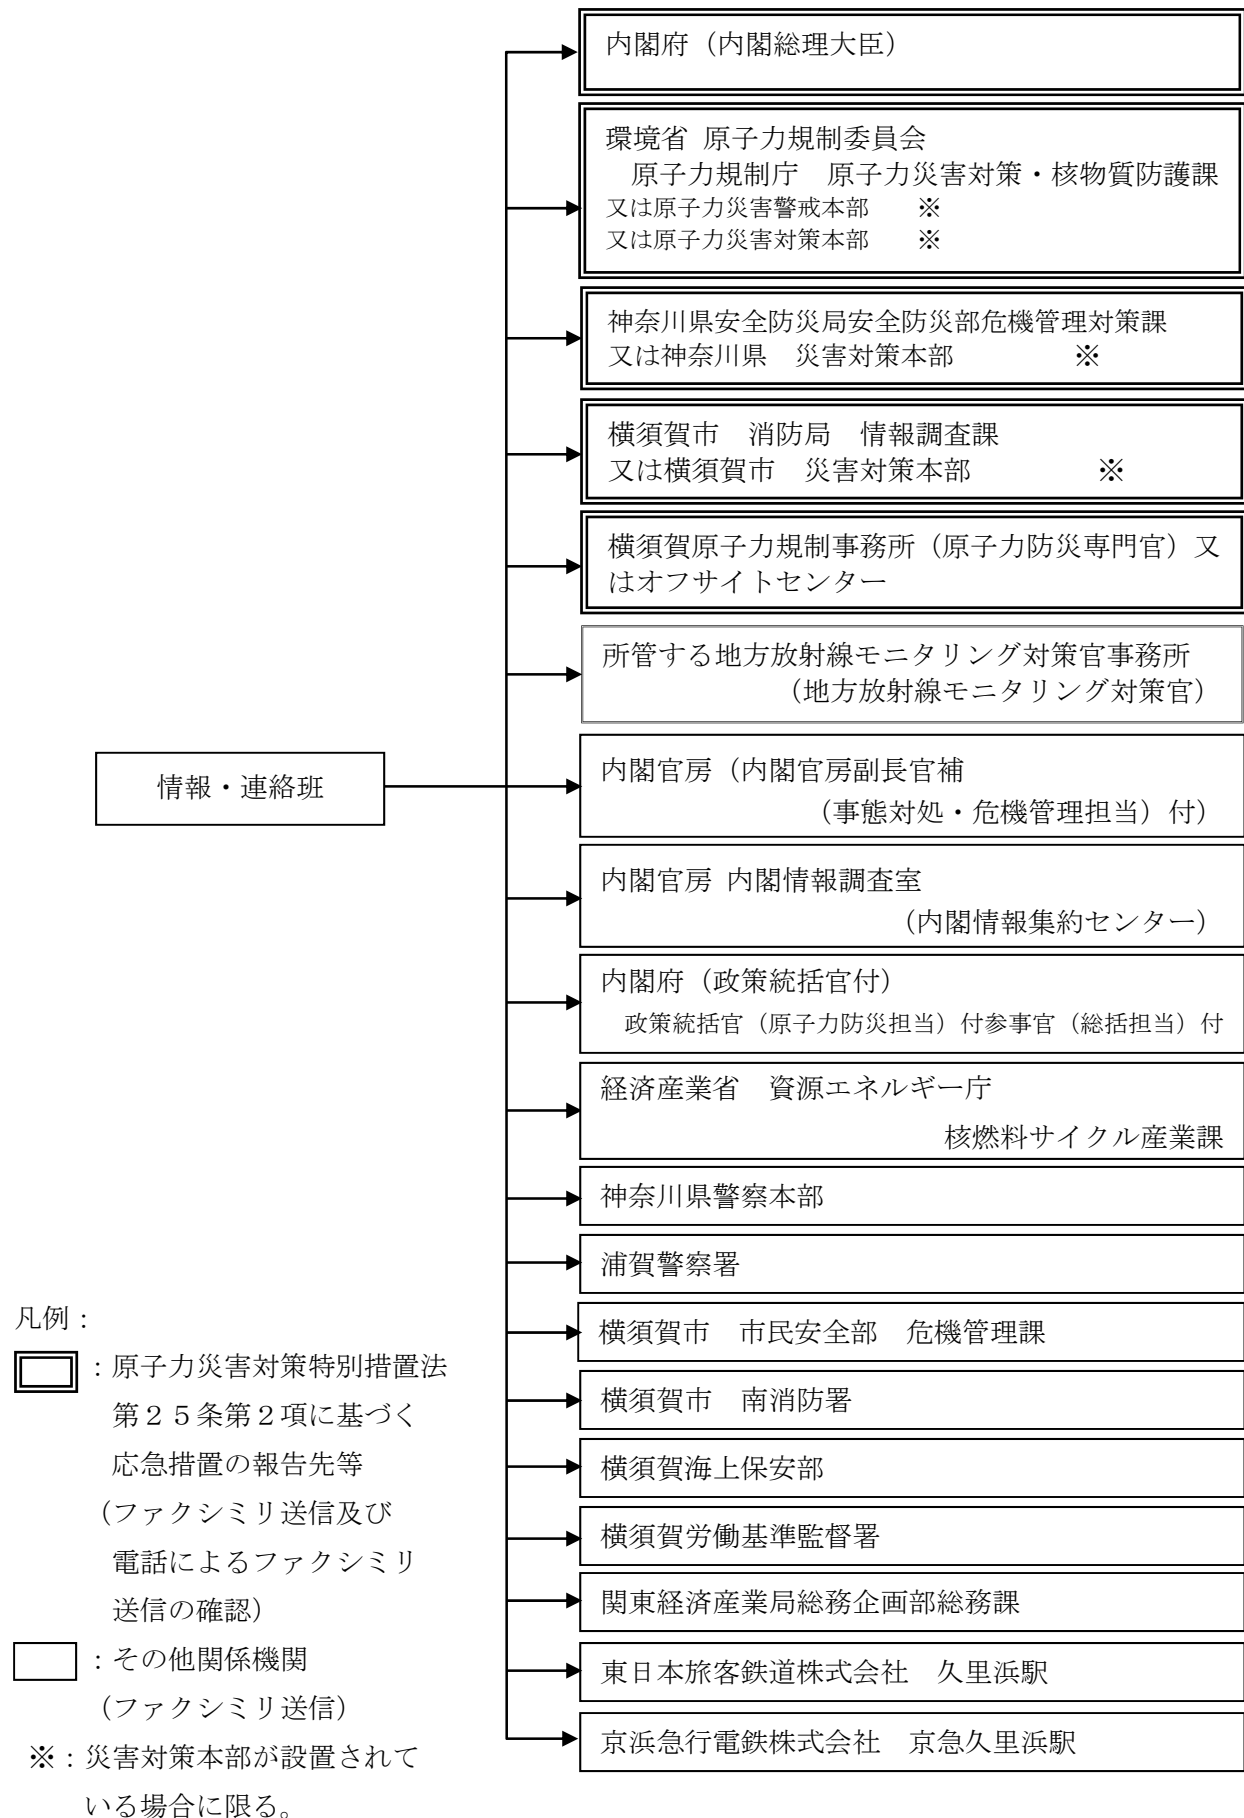 内閣府（内閣総理大臣）
環境省 原子力規制委員会
原子力規制庁　原子力災害対策・核物質防護課
又は原子力災害警戒本部　　※
又は原子力災害対策本部　　※
神奈川県安全防災局安全防災部危機管理対策課
又は神奈川県　災害対策本部　　　　※
横須賀市　消防局　情報調査課
又は横須賀市　災害対策本部　　　　※
横須賀原子力規制事務所（原子力防災専門官）又
はオフサイトセンター
所管する地方放射線モニタリング対策官事務所
（地方放射線モニタリング対策官）
情報・連絡班
内閣官房（内閣官房副長官補
（事態対処・危機管理担当）付）
内閣官房 内閣情報調査室
（内閣情報集約センター）
内閣府（政策統括官付）
政策統括官（原子力防災担当）付参事官（総括担当）付
経済産業省　資源エネルギー庁
核燃料サイクル産業課
神奈川県警察本部
浦賀警察署
横須賀市　市民安全部　危機管理課
横須賀市　南消防署
横須賀海上保安部
横須賀労働基準監督署
関東経済産業局総務企画部総務課
東日本旅客鉄道株式会社　久里浜駅
京浜急行電鉄株式会社　京急久里浜駅
凡例：
：原子力災害対策特別措置法
第２５条第２項に基づく
応急措置の報告先等
（ファクシミリ送信及び
電話によるファクシミリ
送信の確認）
：その他関係機関
（ファクシミリ送信）
※：災害対策本部が設置されて
いる場合に限る。